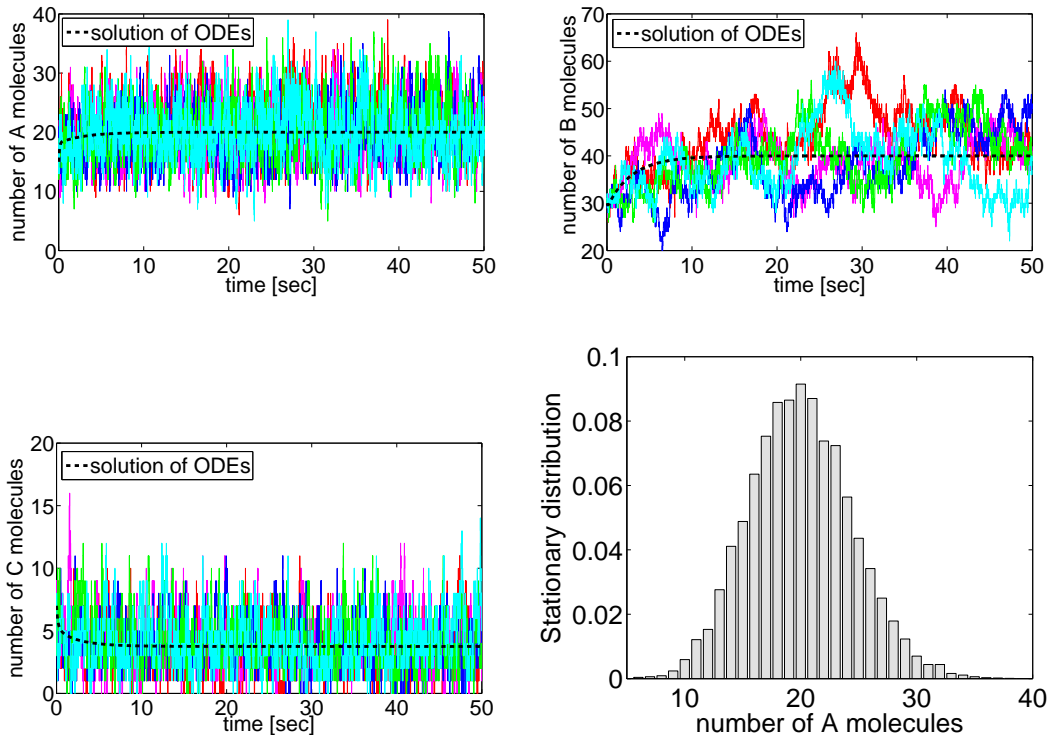 number of A molecules
40
30
20
10
0
solution of ODEs
0 10 20 30 40 50
time [sec]
number of B molecules
70
60
50
40
30
20
solution of ODEs
0 10 20 30 40 50
time [sec]
number of C molecules
20
15
10
5
0
solution of ODEs
0 10 20 30 40 50
time [sec]
Stationary distribution
0.1
0.08
0.06
0.04
0.02
0
10 20 30 40
number of A molecules